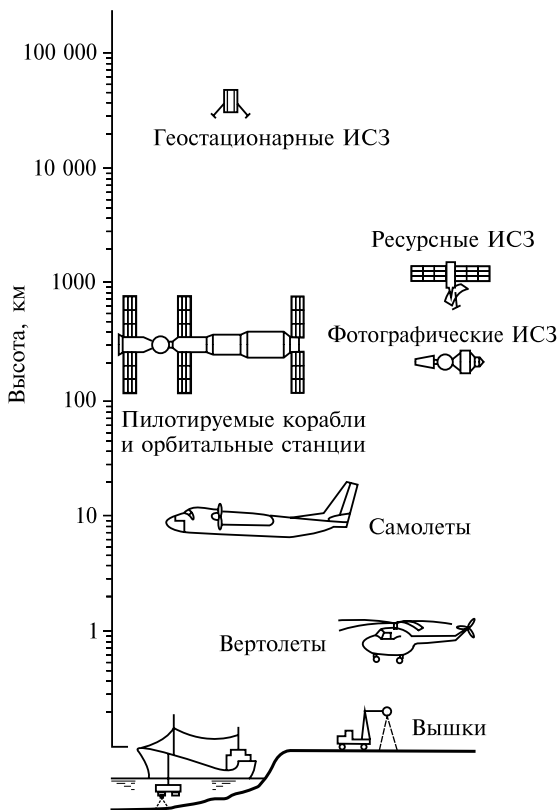 100 000
Геостационарные ИСЗ
10 000
Ресурсные ИСЗ
1000
Фотографические ИСЗ
Высота, км
100
Пилотируемые корабли
и орбитальные станции
10
Самолеты
1
Вертолеты
Вышки